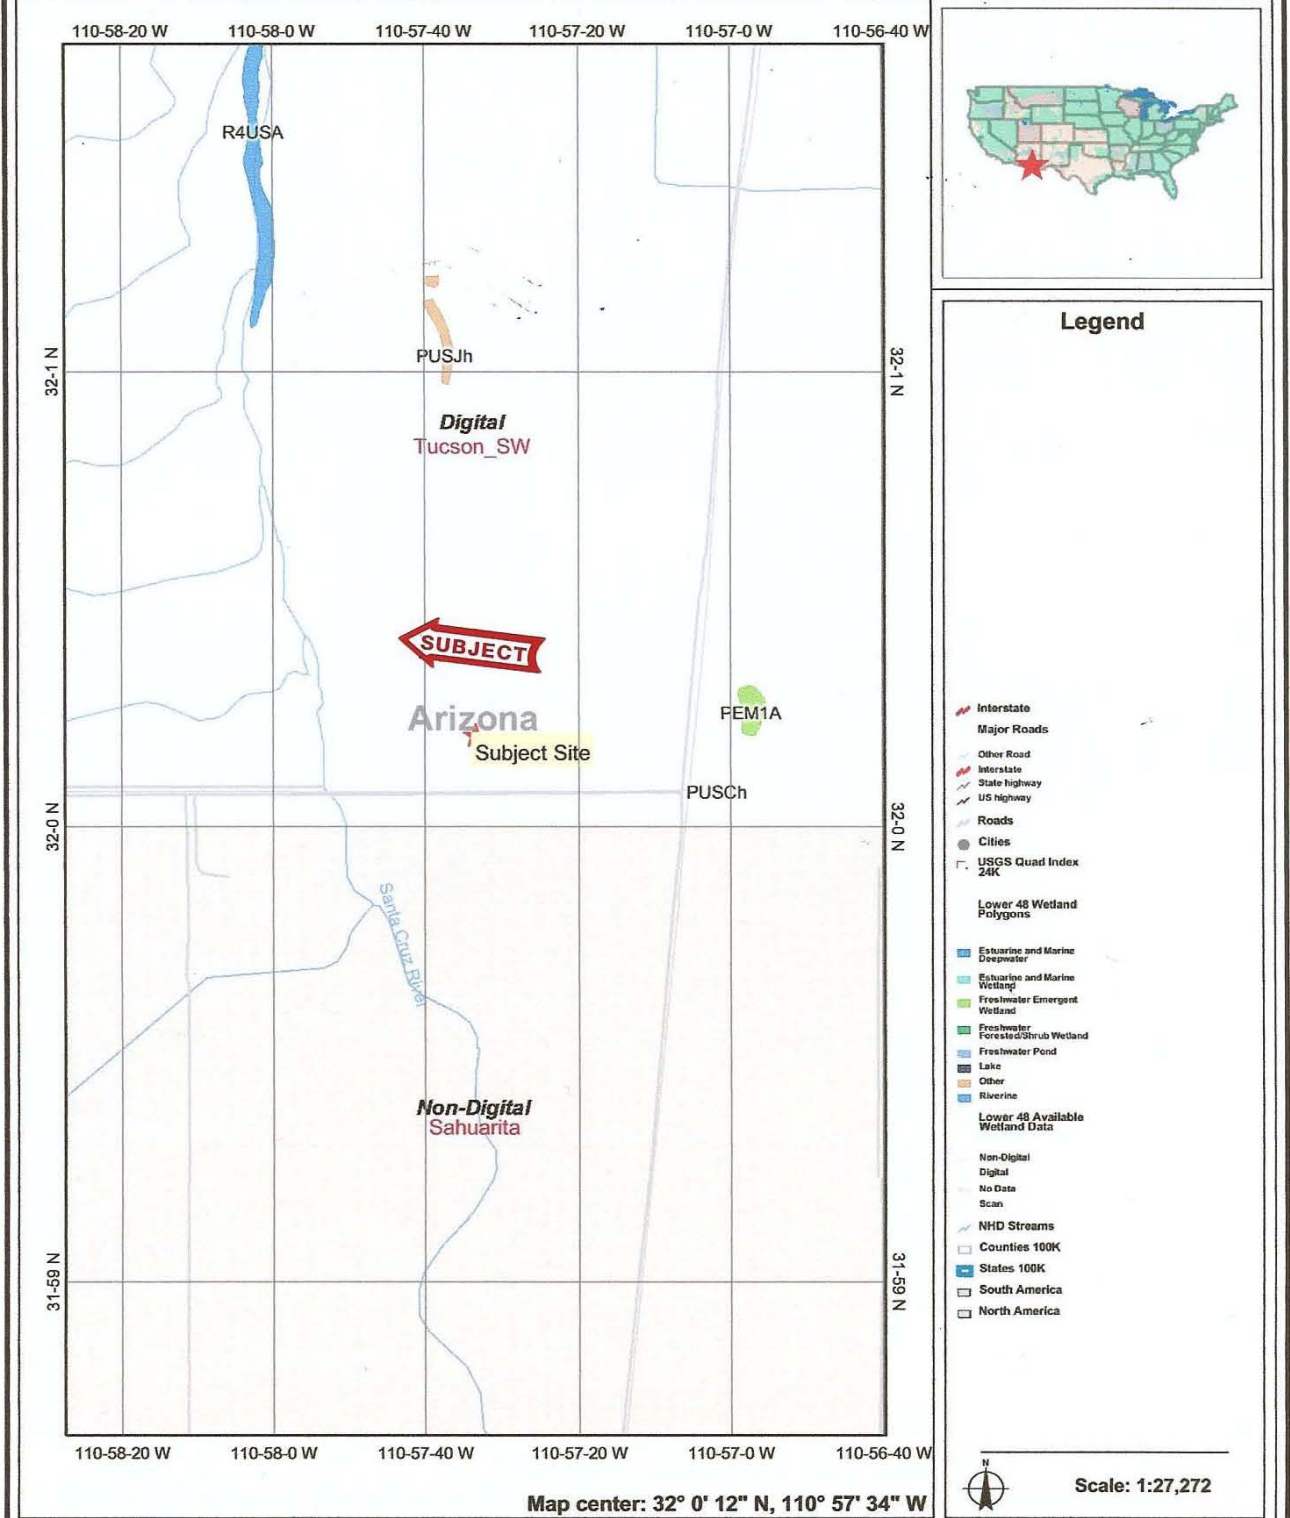 110-58-20 W 110-58-0 W 110-57-40 W 110-57-20 W 110-57-0 W 110-56-40 W
R4USA
PUSJh
32-1 N
32-1 N
Digital
Tucson_SW
SUBJECT
Arizona
PEM1A
Subject Site
PUSCh
32-0 N
32-0 N
Santa Cruz River
Non-Digital
Sahuarita
31-59 N
31-59 N
110-58-20 W 110-58-0 W 110-57-40 W 110-57-20 W 110-57-0 W 110-56-40 W
Map center: 32° 0' 12" N, 110° 57' 34" W
Legend
Interstate
Major Roads
Other Road
Interstate
State highway
US highway
Roads
Cities
USGS Quad Index
24K
Lower 48 Wetland
Polygons
Estuarine and Marine
Deepwater
Estuarine and Marine
Wetland
Freshwater Emergent
Wetland
Freshwater
Forested/Shrub Wetland
Freshwater Pond
Lake
Other
Riverine
Lower 48 Available
Wetland Data
Non-Digital
Digital
No Data
Scan
NHD Streams
Counties 100K
States 100K
South America
North America
N
Scale: 1:27,272